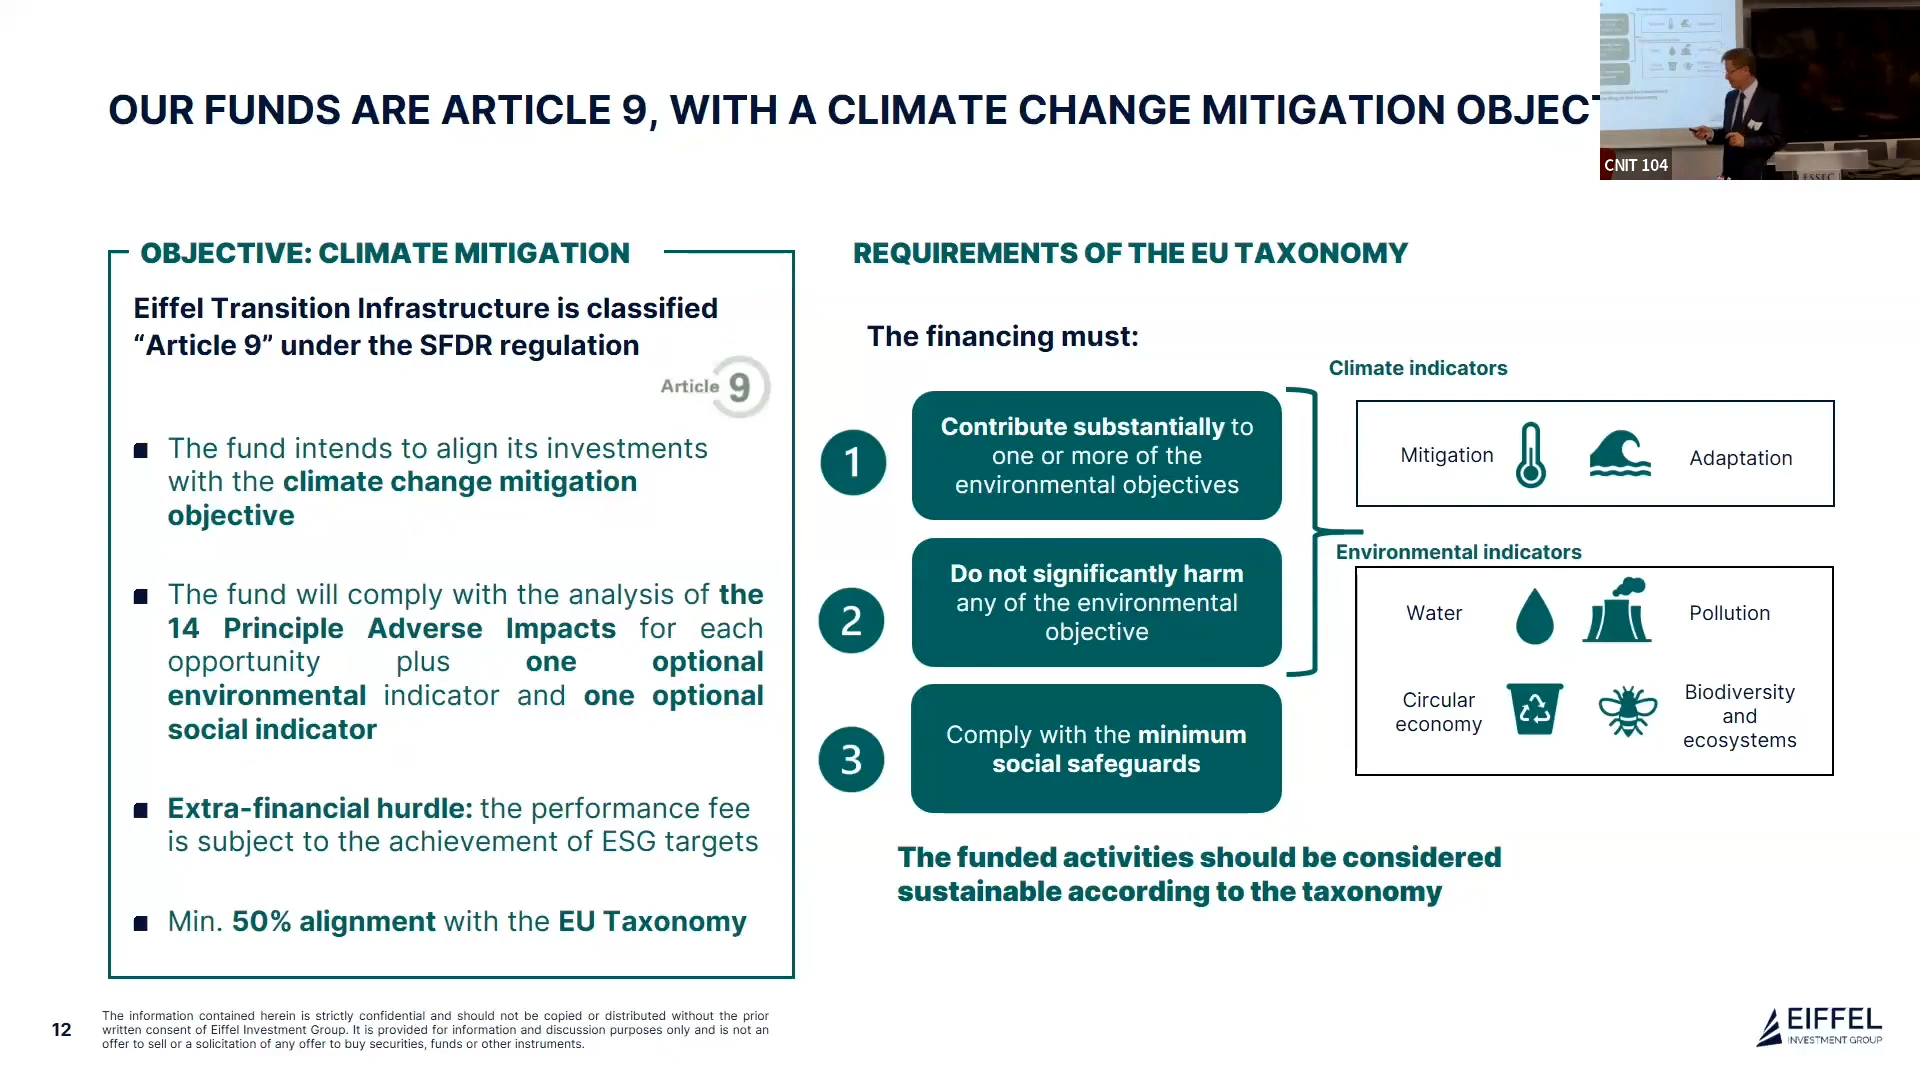 OUR FUNDS ARE ARTICLE 9, WITH A CLIMATE CHANGE MITIGATION OBJECT
CNIT 104
ESSEC
OBJECTIVE: CLIMATE MITIGATION
Eiffel Transition Infrastructure is classified
“Article 9” under the SFDR regulation
Article 9
The fund intends to align its investments
with the climate change mitigation
objective
The fund will comply with the analysis of the
14 Principle Adverse Impacts for each
opportunity plus one optional
environmental indicator and one optional
social indicator
Extra-financial hurdle: the performance fee
is subject to the achievement of ESG targets
Min. 50% alignment with the EU Taxonomy
REQUIREMENTS OF THE EU TAXONOMY
The financing must:
1
Contribute substantially to
one or more of the
environmental objectives
2
Do not significantly harm
any of the environmental
objective
3
Comply with the minimum
social safeguards
Climate indicators
Mitigation
Adaptation
Environmental indicators
Water
Pollution
Circular
economy
Biodiversity
and
ecosystems
The funded activities should be considered
sustainable according to the taxonomy
12
The information contained herein is strictly confidential and should not be copied or distributed without the prior
written consent of Eiffel Investment Group. It is provided for information and discussion purposes only and is not an
offer to sell or a solicitation of any offer to buy securities, funds or other instruments.
EIFFEL
INVESTMENT GROUP